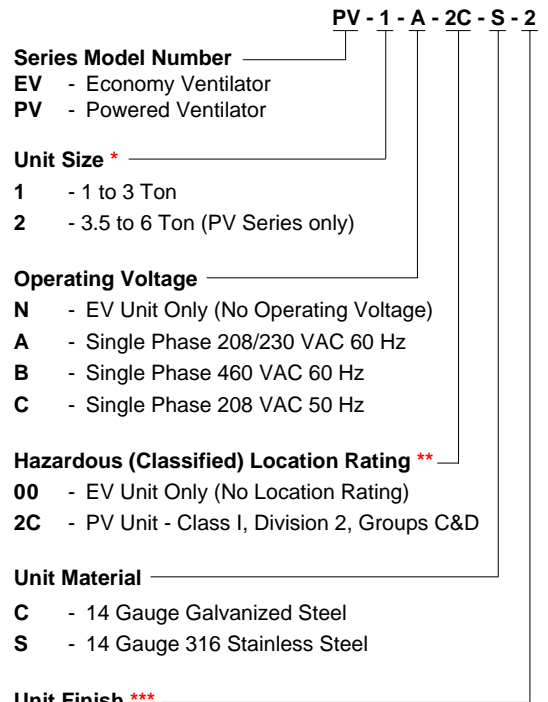 PV - 1 - A - 2C - S - 2
Series Model Number
EV - Economy Ventilator
PV - Powered Ventilator
Unit Size *
1 - 1 to 3 Ton
2 - 3.5 to 6 Ton (PV Series only)
Operating Voltage
N - EV Unit Only (No Operating Voltage)
A - Single Phase 208/230 VAC 60 Hz
B - Single Phase 460 VAC 60 Hz
C - Single Phase 208 VAC 50 Hz
Hazardous (Classified) Location Rating **
00 - EV Unit Only (No Location Rating)
2C - PV Unit - Class I, Division 2, Groups C&D
Unit Material
C - 14 Gauge Galvanized Steel
S - 14 Gauge 316 Stainless Steel
Unit Finish ***